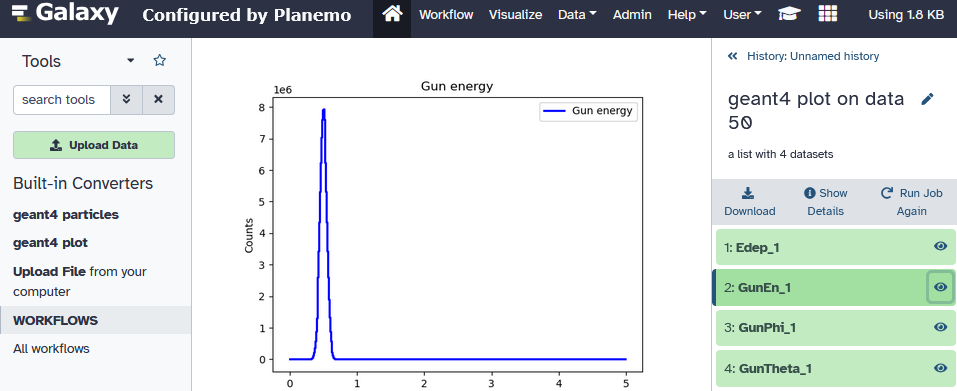 Galaxy Configured by Planemo Workflow Visualize Data Admin Help User Using 1.8 KB
Tools
search tools
Upload Data
Built-in Converters
geant4 particles
geant4 plot
Upload File from your
computer
WORKFLOWS
All workflows
Gun energy
1e6
Gun energy
8
7
6
5
4
3
2
1
0
Counts
0 1 2 3 4 5
History: Unnamed history
geant4 plot on data
50
a list with 4 datasets
Download
Show
Details
Run Job
Again
1: Edep_1
2: GunEn_1
3: GunPhi_1
4: GunTheta_1